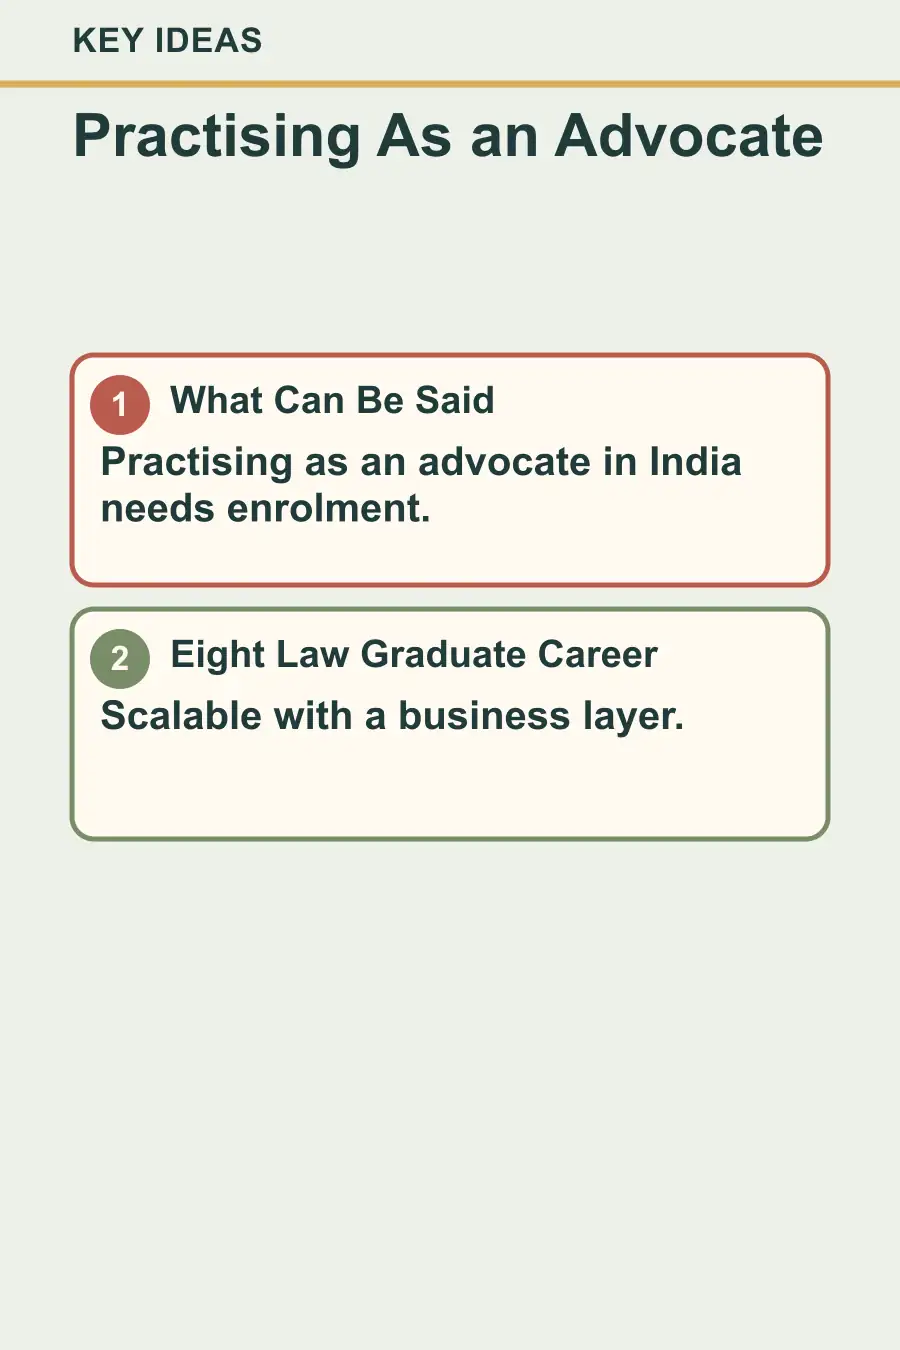 KEY IDEAS
Practising As an Advocate
1 What Can Be Said
Practising as an advocate in India
needs enrolment.
2 Eight Law Graduate Career
Scalable with a business layer.